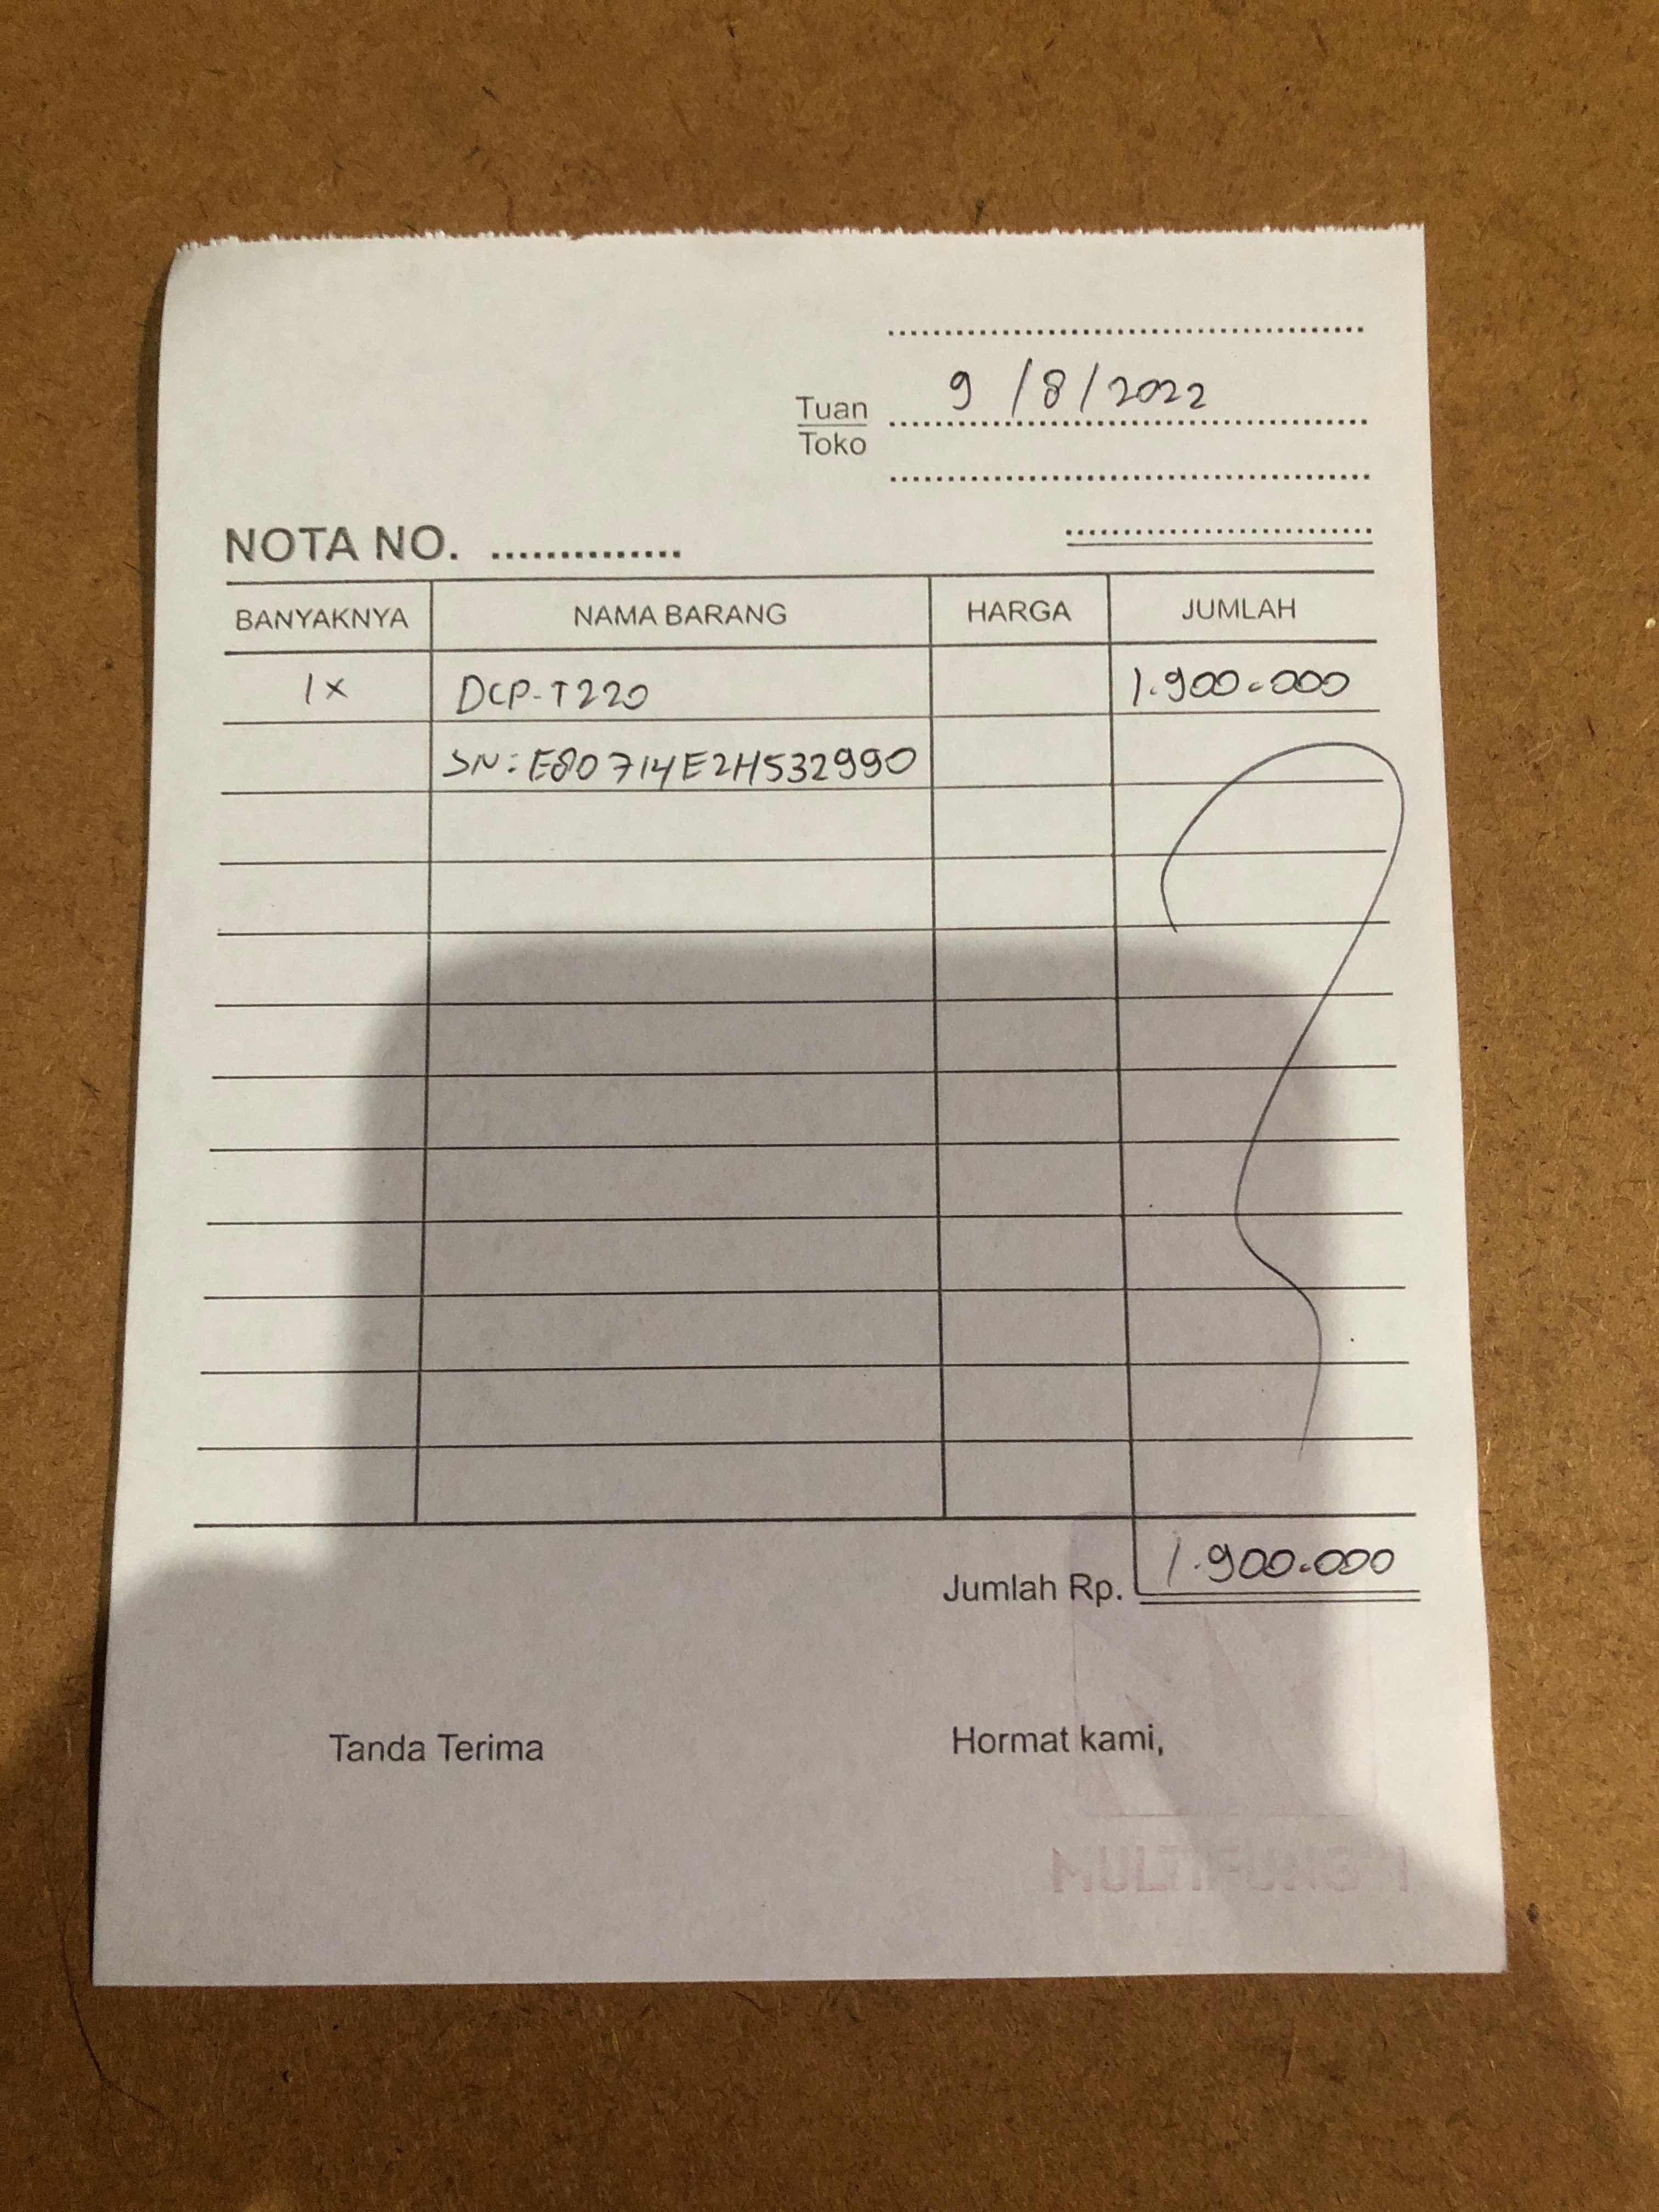 9 /8/2022
Tuan
Toko
NOTA NO. ..............
BANYAKNYA NAMA BARANG HARGA JUMLAH
1x DCP-T220 1.900.000
SN: E80714E2H532990
Jumlah Rp. 1.900.000
Tanda Terima Hormat kami,